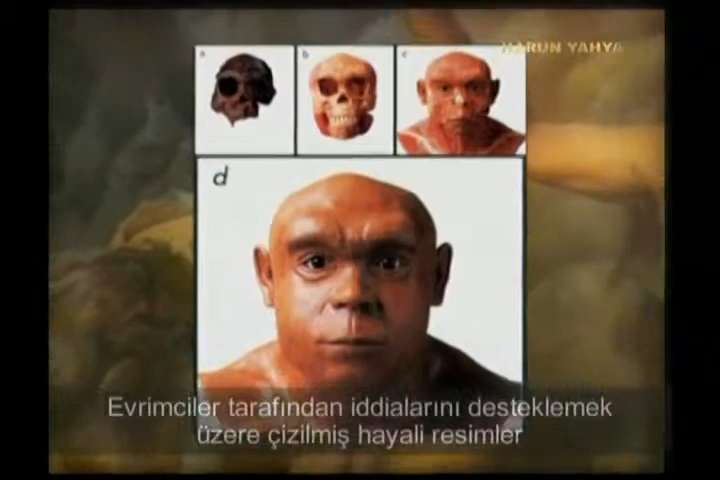 HARUN YAHYA
a b c
d
Evrimciler tarafından iddialarını desteklemek
üzere çizilmiş hayali resimler